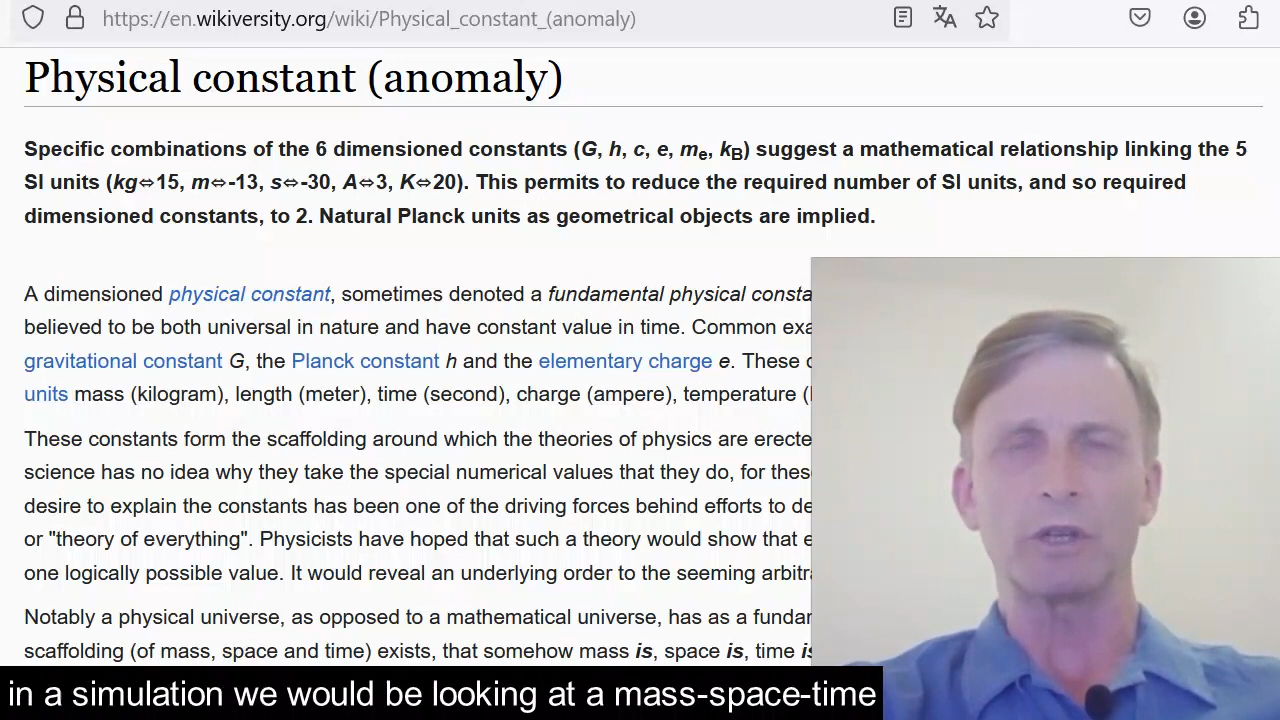 https://en.wikiversity.org/wiki/Physical_constant_(anomaly)
Physical constant (anomaly)
Specific combinations of the 6 dimensioned constants (G, h, c, e, me, kB) suggest a mathematical relationship linking the 5
SI units (kg⇔15, m⇔-13, s⇔-30, A⇔3, K⇔20). This permits to reduce the required number of SI units, and so required
dimensioned constants, to 2. Natural Planck units as geometrical objects are implied.
A dimensioned physical constant, sometimes denoted a fundamental physical consta
believed to be both universal in nature and have constant value in time. Common exa
gravitational constant G, the Planck constant h and the elementary charge e. These c
units mass (kilogram), length (meter), time (second), charge (ampere), temperature (
These constants form the scaffolding around which the theories of physics are erecte
science has no idea why they take the special numerical values that they do, for thes
desire to explain the constants has been one of the driving forces behind efforts to de
or "theory of everything". Physicists have hoped that such a theory would show that e
one logically possible value. It would reveal an underlying order to the seeming arbitra
Notably a physical universe, as opposed to a mathematical universe, has as a fundar
scaffolding (of mass, space and time) exists, that somehow mass is, space is, time is
in a simulation we would be looking at a mass-space-time